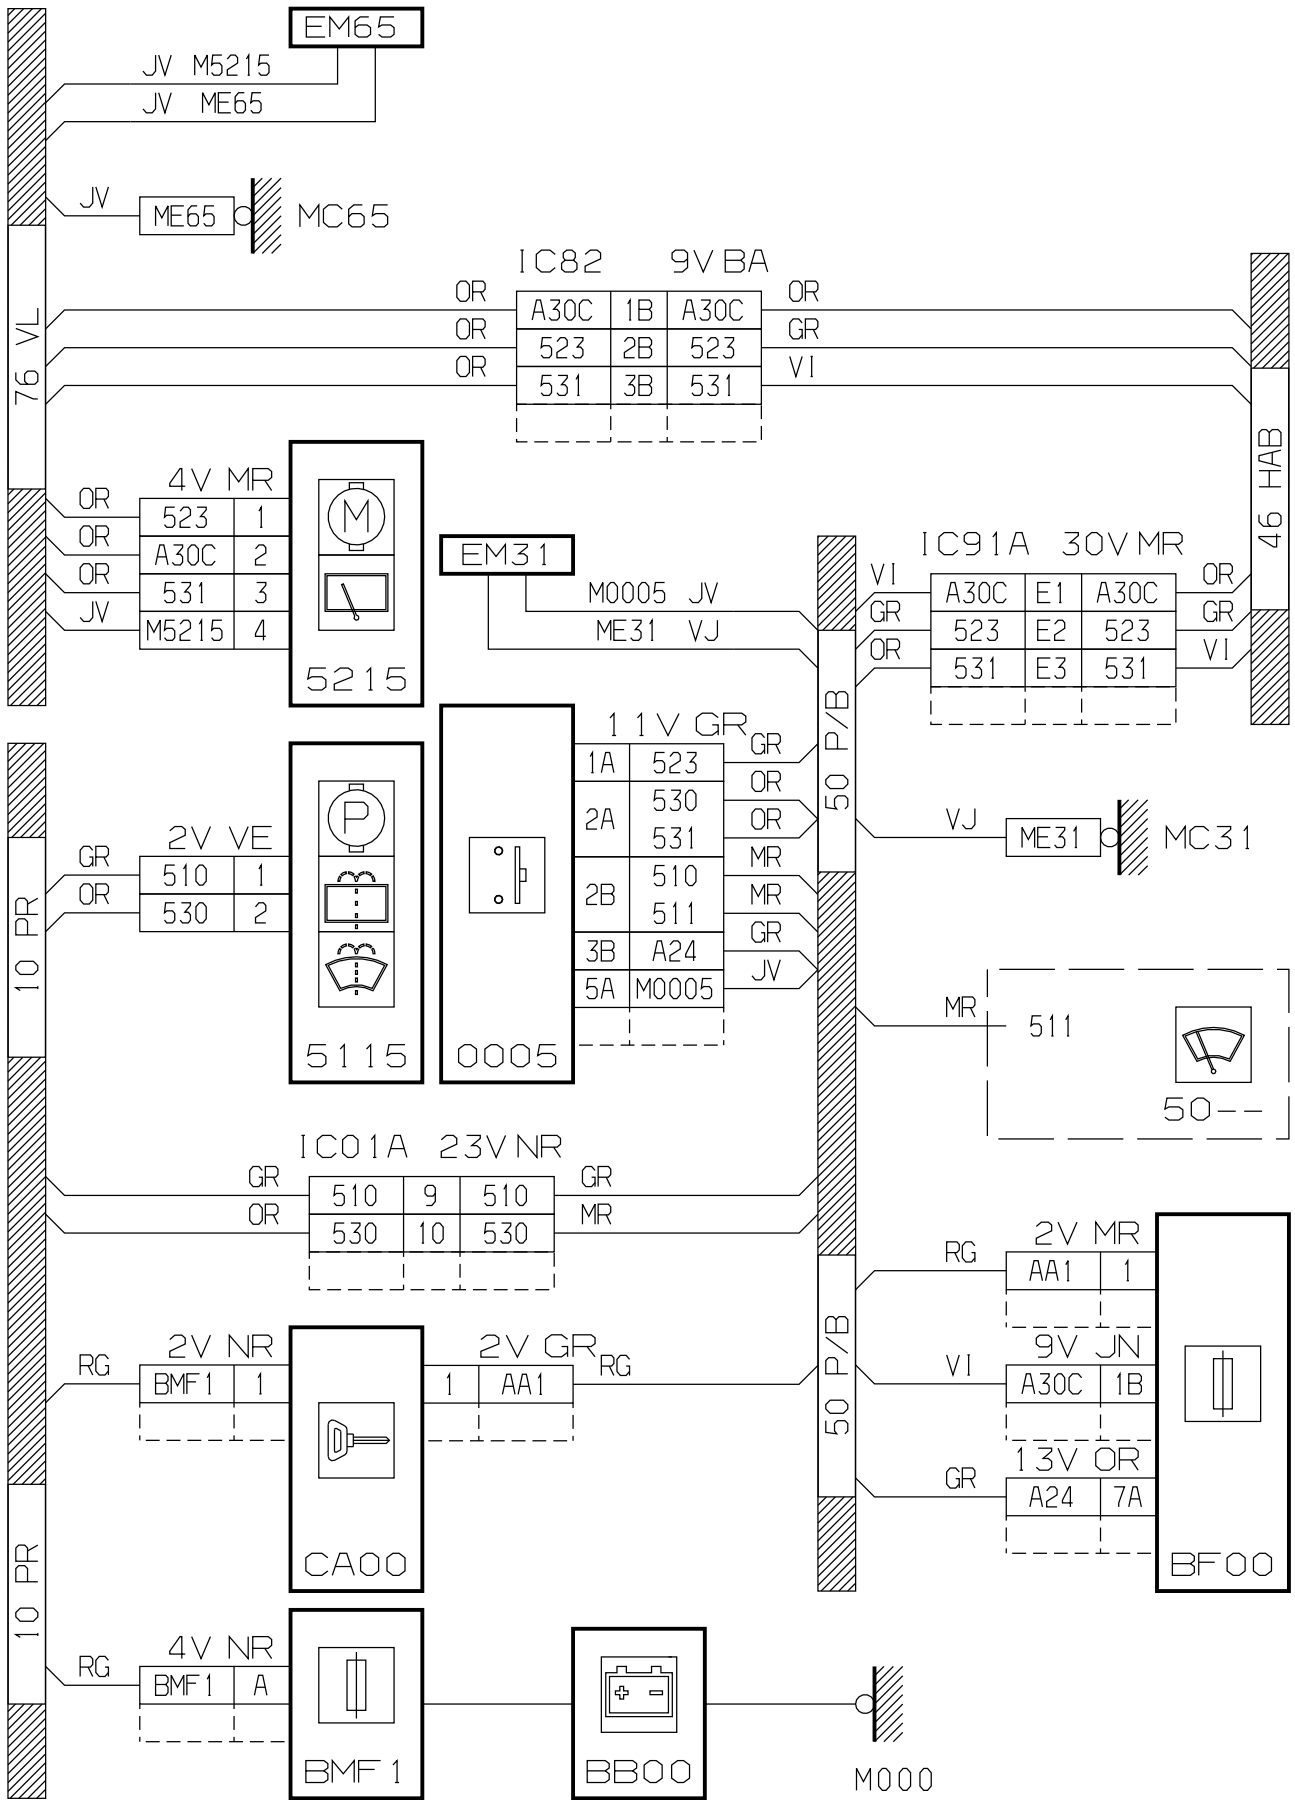 EM65
JV M5215
JV ME65
JV
ME65
MC65
IC82 9V BA
OR A30C 1B A30C OR
OR 523 2B 523 GR
OR 531 3B 531 VI
76 VL
46 HAB
4V MR
OR 523 1
OR A30C 2
OR 531 3
JV M5215 4
5215
EM31
M0005 JV
ME31 VJ
IC91A 30V MR
VI A30C E1 A30C OR
GR 523 E2 523 GR
OR 531 E3 531 VI
M
50 P/B
11V GR
1A 523 GR
2A 530 OR
531 OR
2B 510 MR
511 MR
3B A24 GR
5A M0005 JV
0005
VJ ME31 MC31
2V VE
GR 510 1
OR 530 2
P
5115
10 PR
MR 511
50--
IC01A 23V NR
GR 510 9 510 GR
OR 530 10 530 MR
2V MR
RG AA1 1
9V JN
VI A30C 1B
13V OR
GR A24 7A
BF00
50 P/B
2V NR
RG BMF1 1
2V GR
1 AA1 RG
CA00
10 PR
4V NR
RG BMF1 A
BMF1
+ -
BB00
M000